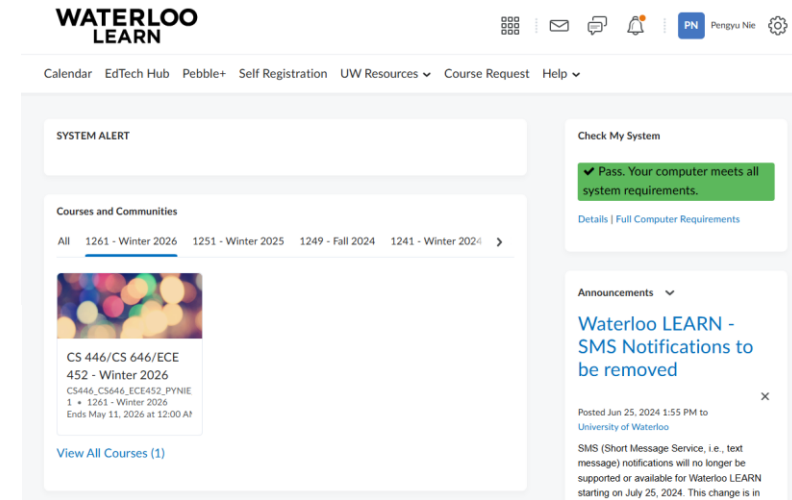 WATERLOO
LEARN
PN
Pengyu Nie
Calendar EdTech Hub Pebble+ Self Registration UW Resources Course Request Help
SYSTEM ALERT
Courses and Communities
All 1261 - Winter 2026 1251 - Winter 2025 1249 - Fall 2024 1241 - Winter 2024
CS 446/CS 646/ECE
452 - Winter 2026
CS446_CS646_ECE452_PYNIE
1 • 1261 - Winter 2026
Ends May 11, 2026 at 12:00 AM
View All Courses (1)
Check My System
✔ Pass. Your computer meets all
system requirements.
Details | Full Computer Requirements
Announcements
Waterloo LEARN -
SMS Notifications to
be removed
Posted Jun 25, 2024 1:55 PM to
University of Waterloo
SMS (Short Message Service, i.e., text
message) notifications will no longer be
supported or available for Waterloo LEARN
starting on July 25, 2024. This change is in